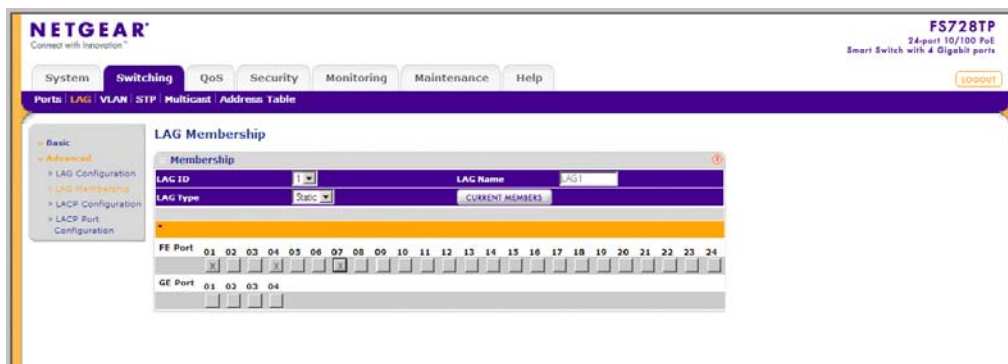 NETGEAR
Connect with Innovation™
FS728TP
24-port 10/100 PoE
Smart Switch with 4 Gigabit ports
System Switching QoS Security Monitoring Maintenance Help
LOGOUT
Ports LAG VLAN STP Multicast Address Table
Basic
Advanced
LAG Configuration
LAG Membership
LACP Configuration
LACP Port
Configuration
LAG Membership
Membership
LAG ID 1 LAG Name LAG1
LAG Type Static CURRENT MEMBERS
FE Port 01 02 03 04 05 06 07 08 09 10 11 12 13 14 15 16 17 18 19 20 21 22 23 24
X X X
GE Port 01 02 03 04